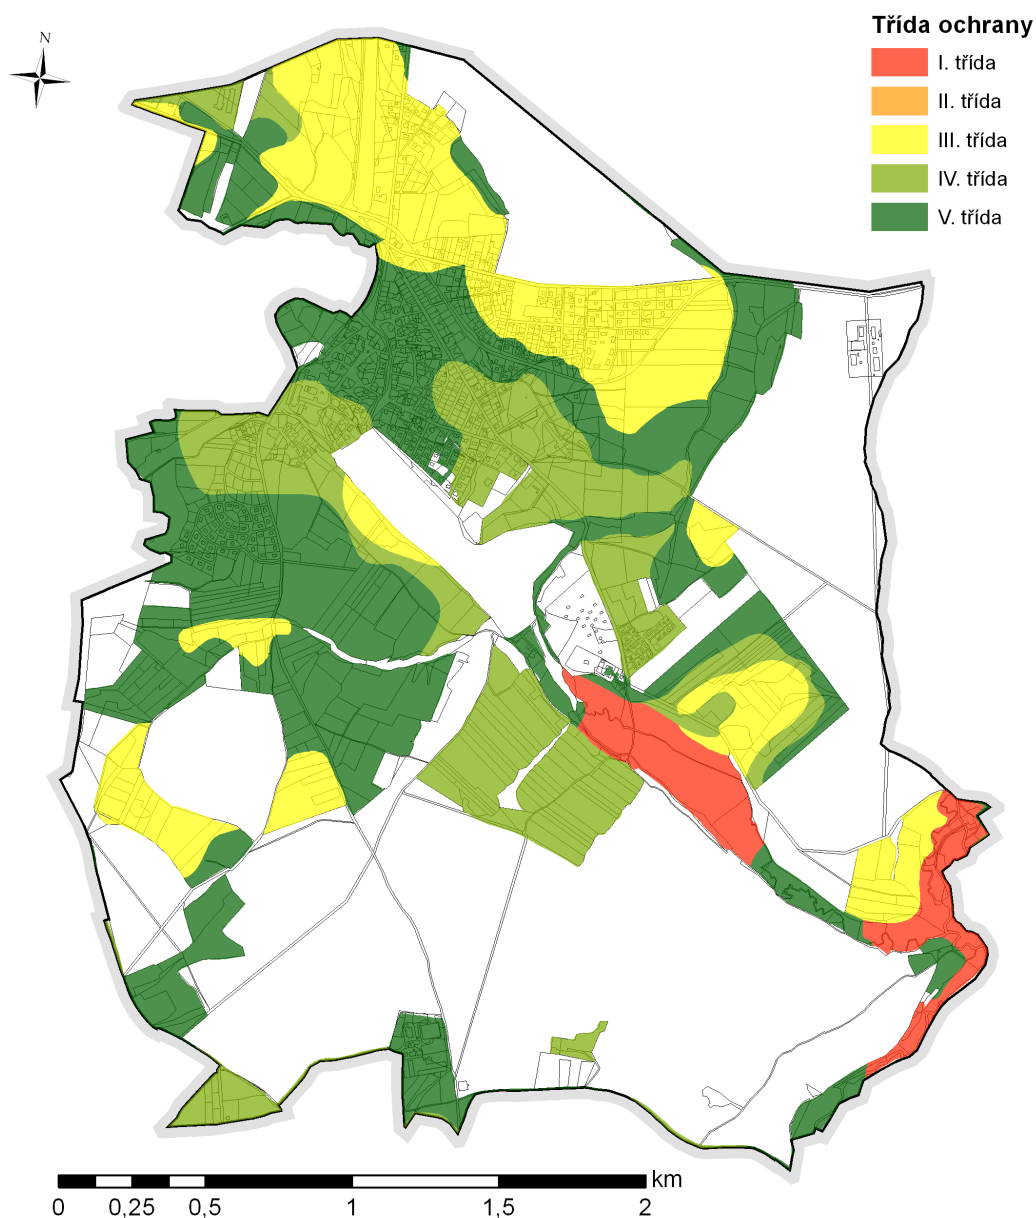 Třída ochrany
N
I. třída
II. třída
III. třída
IV. třída
V. třída
km
0 0,25 0,5 1 1,5 2